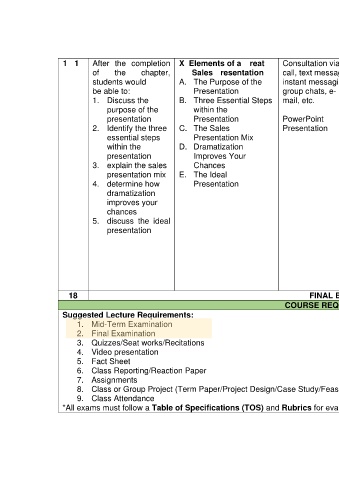 1 1
After the completion
of the chapter,
students would
be able to:
1. Discuss the
purpose of the
presentation
2. Identify the three
essential steps
within the
presentation
3. explain the sales
presentation mix
4. determine how
dramatization
improves your
chances
5. discuss the ideal
presentation
X Elements of a reat
Sales resentation
A. The Purpose of the
Presentation
B. Three Essential Steps
within the
Presentation
C. The Sales
Presentation Mix
D. Dramatization
Improves Your
Chances
E. The Ideal
Presentation
Consultation via
call, text messa
instant messagi
group chats, e-
mail, etc.
PowerPoint
Presentation
18
FINAL E
COURSE REQ
Suggested Lecture Requirements:
1. Mid-Term Examination
2. Final Examination
3. Quizzes/Seat works/Recitations
4. Video presentation
5. Fact Sheet
6. Class Reporting/Reaction Paper
7. Assignments
8. Class or Group Project (Term Paper/Project Design/Case Study/Feas
9. Class Attendance
*All exams must follow a Table of Specifications (TOS) and Rubrics for eva